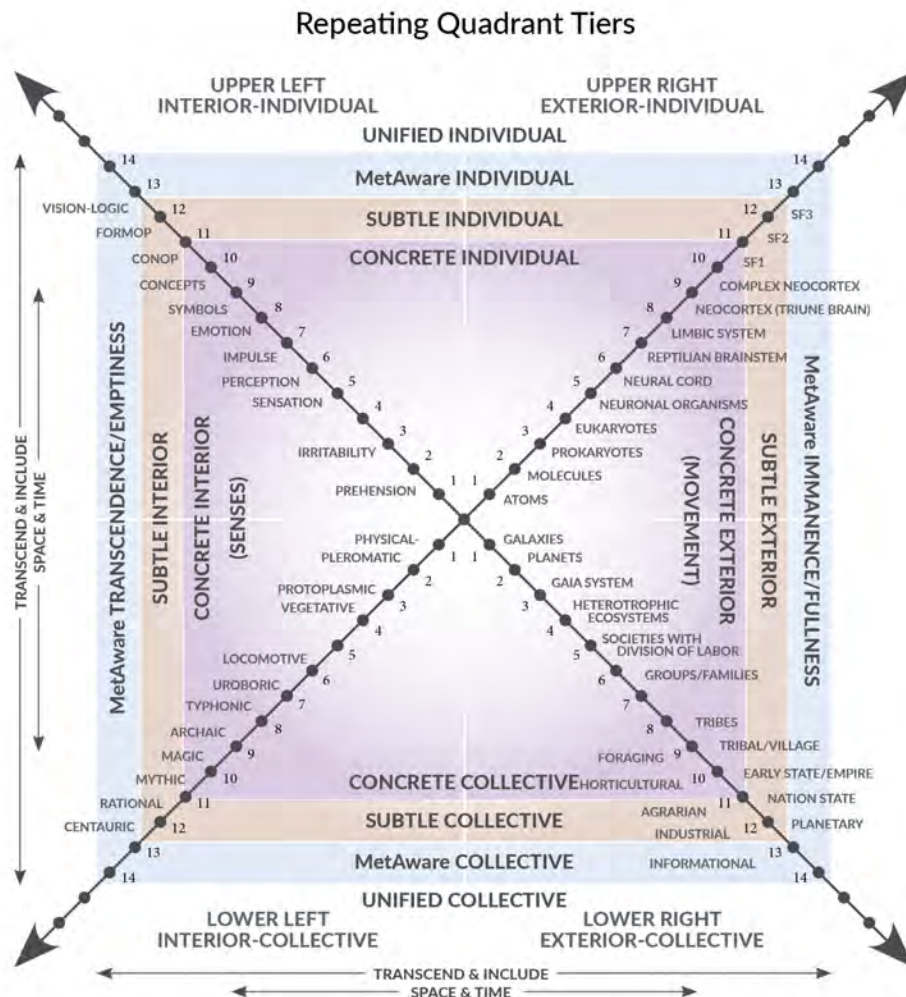 Repeating Quadrant Tiers
UPPER LEFT
INTERIOR-INDIVIDUAL
UPPER RIGHT
EXTERIOR-INDIVIDUAL
UNIFIED INDIVIDUAL
MetAware INDIVIDUAL
SUBTLE INDIVIDUAL
CONCRETE INDIVIDUAL
14
13
VISION-LOGIC
12
FORMOP
11
CONOP
10
CONCEPTS
9
SYMBOLS
8
EMOTION
7
IMPULSE
6
PERCEPTION
5
SENSATION
4
3
IRRITABILITY
2
PREHENSION
1
14
13
SF3
12
SF2
11
SF1
10
COMPLEX NEOCORTEX
9
NEOCORTEX (TRIUNE BRAIN)
8
LIMBIC SYSTEM
7
REPTILIAN BRAINSTEM
6
NEURAL CORD
5
NEURONAL ORGANISMS
4
EUKARYOTES
3
PROKARYOTES
2
MOLECULES
1
ATOMS
TRANSCEND & INCLUDE
SPACE & TIME
MetAware TRANSCENDENCE/EMPTINESS
SUBTLE INTERIOR
CONCRETE INTERIOR
(SENSES)
CONCRETE EXTERIOR
(MOVEMENT)
SUBTLE EXTERIOR
MetAware IMMANENCE/FULLNESS
PHYSICAL-
PLEROMATIC
1
2
PROTOPLASMIC
3
VEGETATIVE
4
5
LOCOMOTIVE
6
UROBORIC
7
TYPHONIC
8
ARCHAIC
9
MAGIC
10
MYTHIC
11
RATIONAL
12
CENTAURIC
13
14
1
GALAXIES
PLANETS
2
GAIA SYSTEM
3
HETEROTROPHIC
ECOSYSTEMS
4
SOCIETIES WITH
DIVISION OF LABOR
5
GROUPS/FAMILIES
6
7
TRIBES
8
TRIBAL/VILLAGE
FORAGING
9
EARLY STATE/EMPIRE
HORTICULTURAL
10
NATION STATE
AGRARIAN
11
PLANETARY
INDUSTRIAL
12
INFORMATIONAL
13
14
CONCRETE COLLECTIVE
SUBTLE COLLECTIVE
MetAware COLLECTIVE
UNIFIED COLLECTIVE
LOWER LEFT
INTERIOR-COLLECTIVE
LOWER RIGHT
EXTERIOR-COLLECTIVE
TRANSCEND & INCLUDE
SPACE & TIME